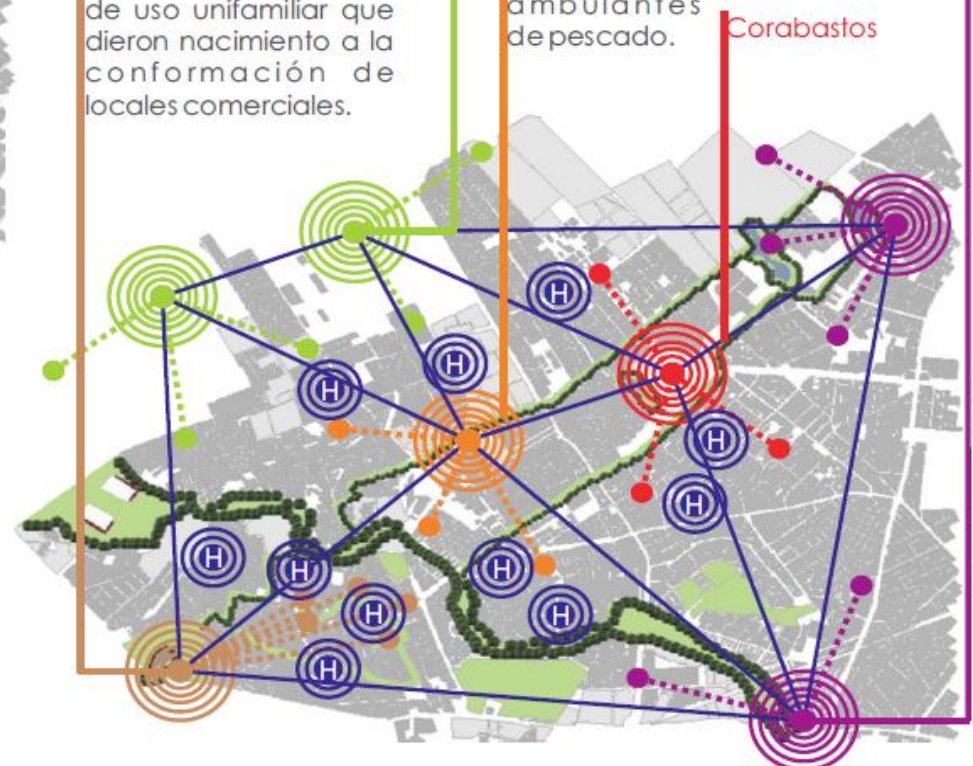 de uso unifamiliar que
dieron nacimiento a la
conformación de
locales comerciales.
ambulantes
de pescado.
Corabastos
H
H
H
H
H
H
H
H
H
H
H